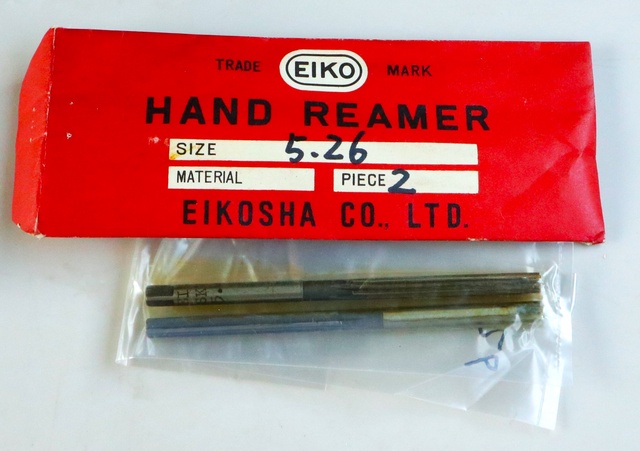 TRADE EIKO MARK
HAND REAMER
SIZE 5.26
MATERIAL PIECE 2
EIKOSHA CO., LTD.